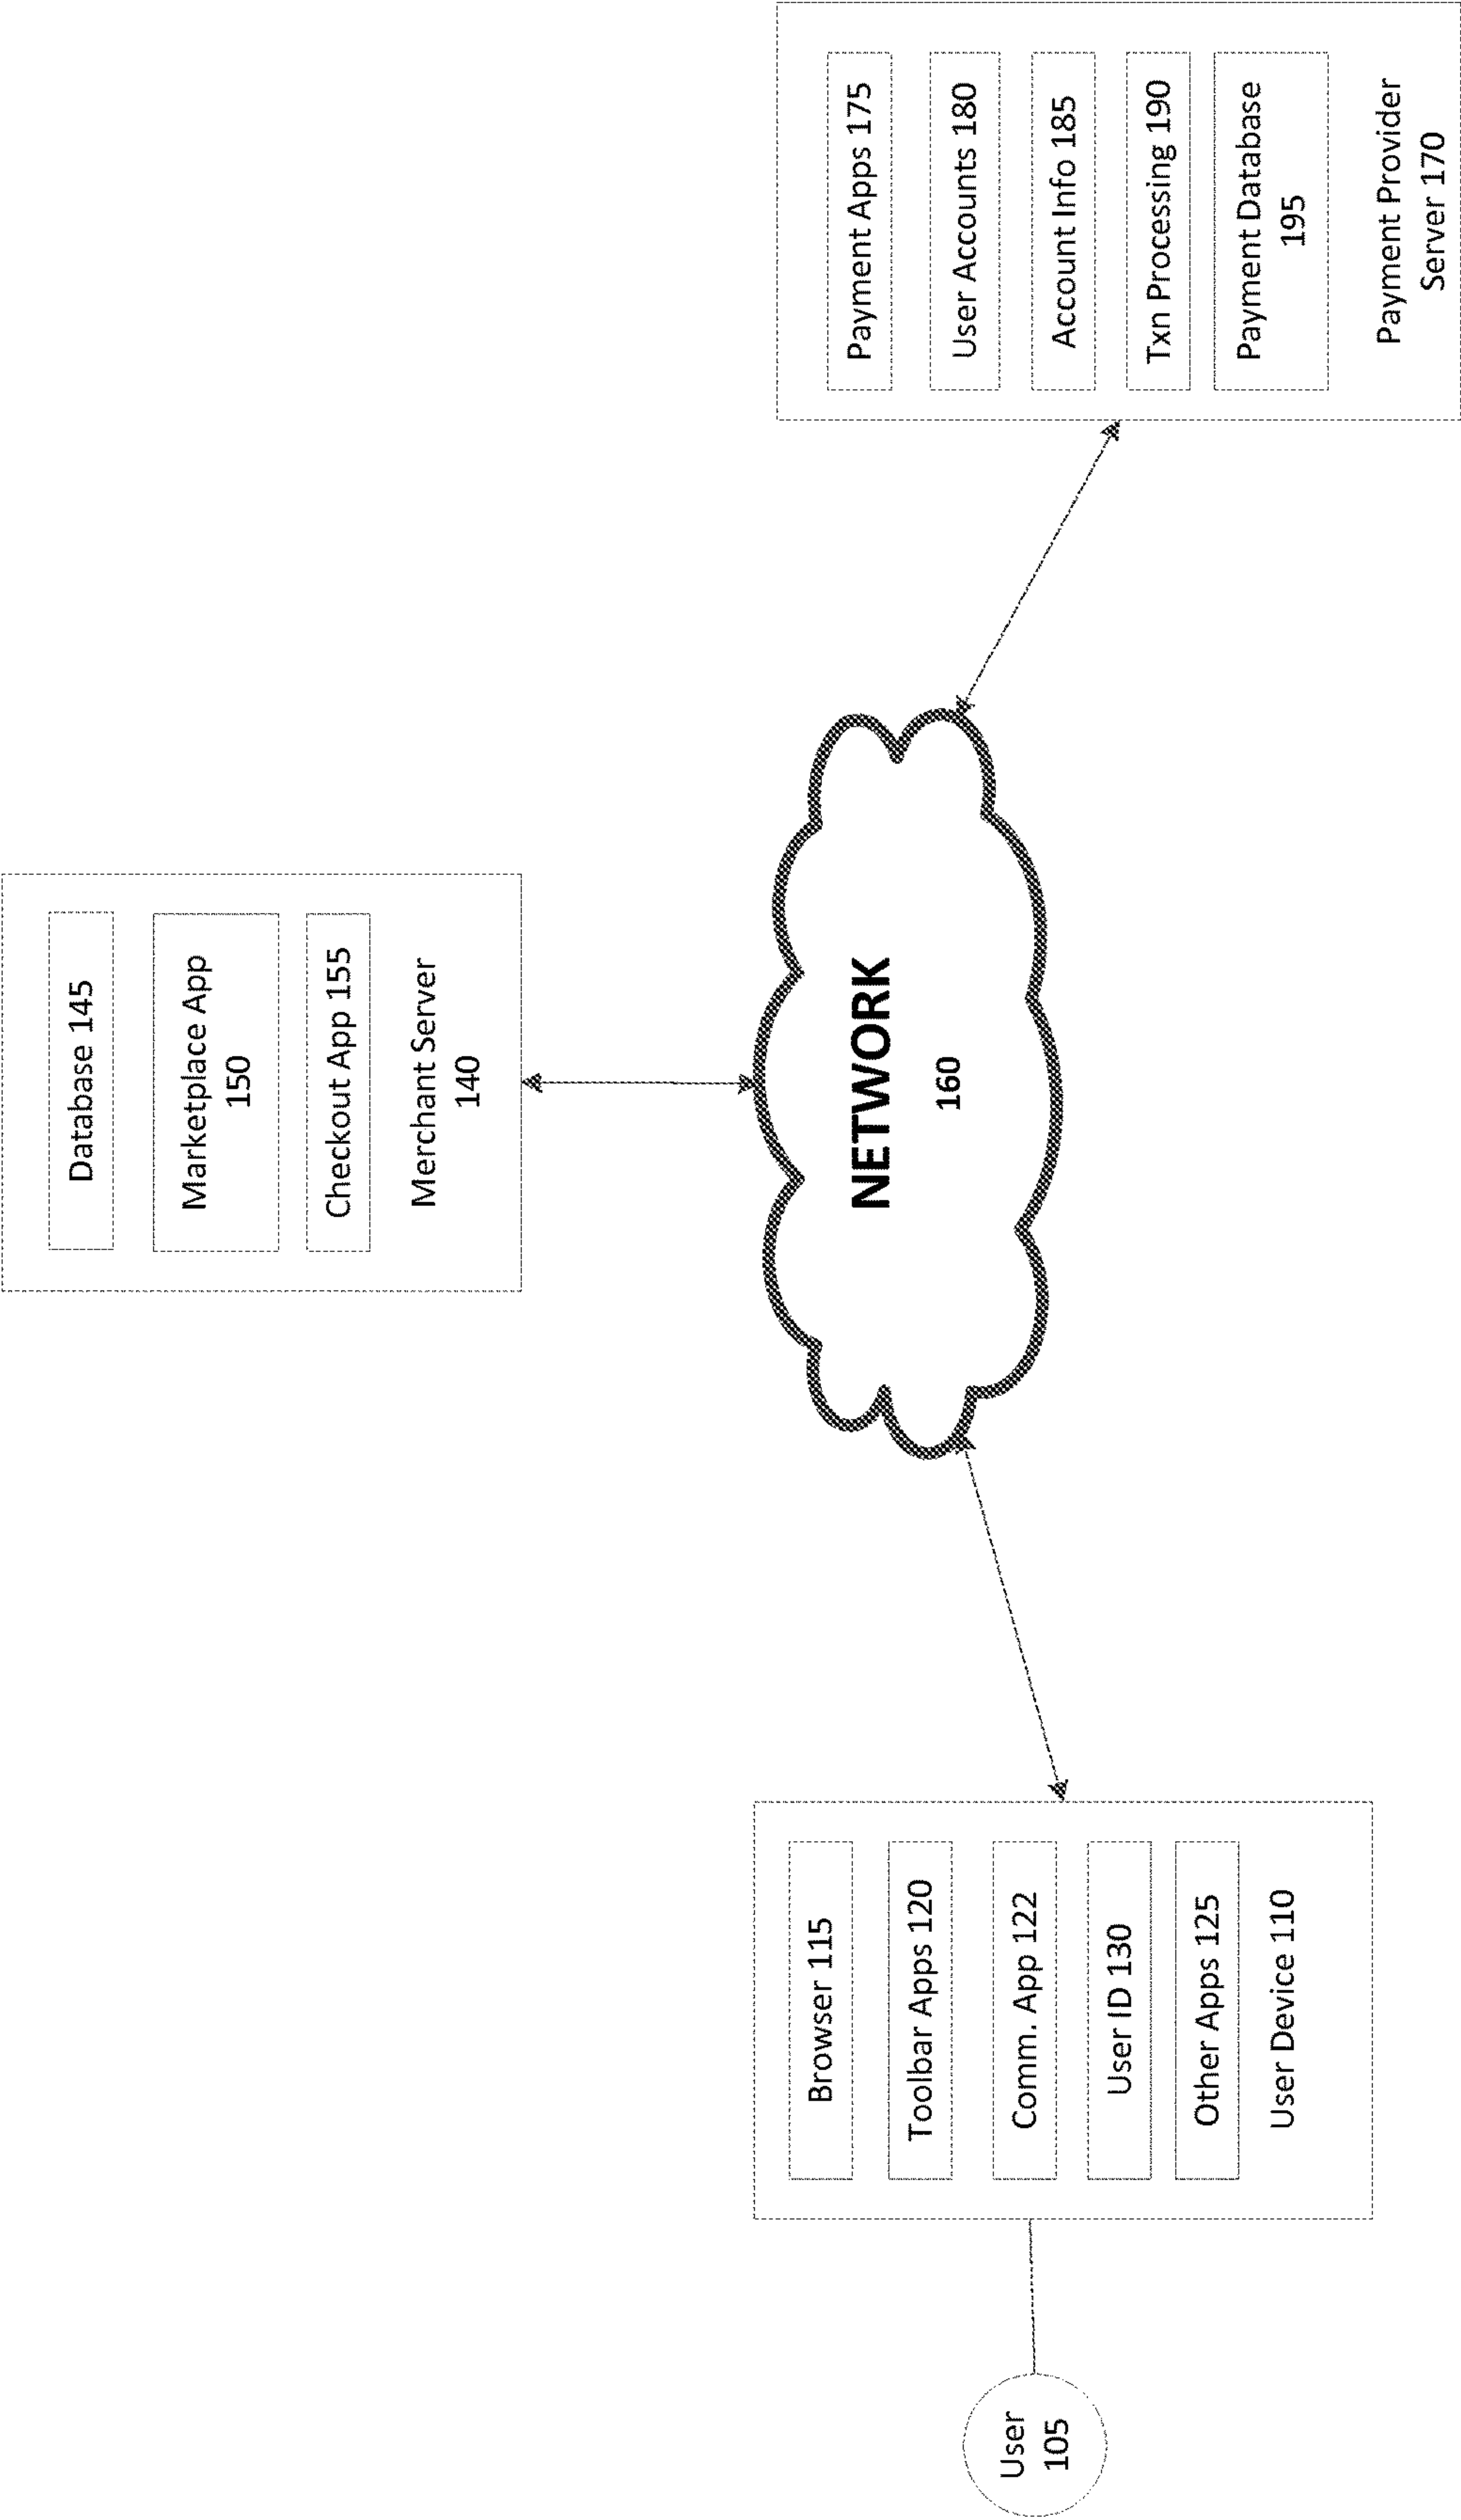 Database 145
Marketplace App
150
Checkout App 155
Merchant Server
140
NETWORK
160
User
105
Browser 115
Toolbar Apps 120
Comm. App 122
User ID 130
Other Apps 125
User Device 110
Payment Apps 175
User Accounts 180
Account Info 185
Txn Processing 190
Payment Database
195
Payment Provider
Server 170